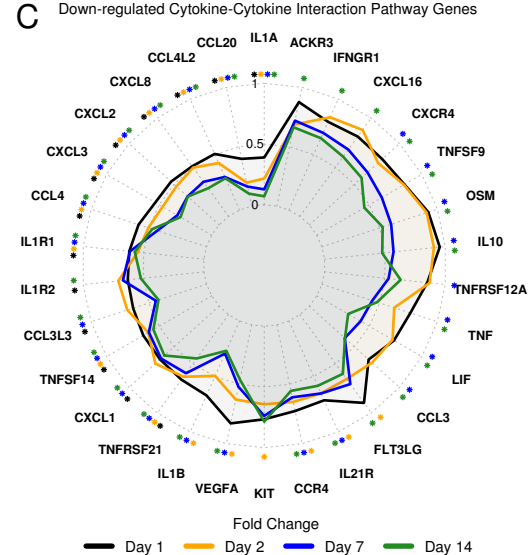 C
Down-regulated Cytokine-Cytokine Interaction Pathway Genes
IL1A
ACKR3
IFNGR1
CXCL16
CXCR4
TNFSF9
OSM
IL10
TNFRSF12A
TNF
LIF
CCL3
FLT3LG
IL21R
CCR4
KIT
VEGFA
IL1B
TNFRSF21
CXCL1
TNFSF14
CCL3L3
IL1R2
IL1R1
CCL4
CXCL3
CXCL2
CXCL8
CCL4L2
CCL20
1
0.5
0
Fold Change
Day 1 Day 2 Day 7 Day 14